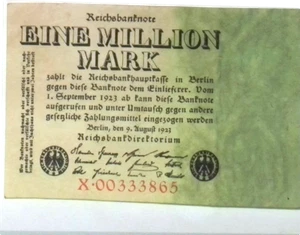 Reichsbanknote
EINE MILLION
MARK
zahlt die Reichsbankhauptkasse in Berlin
gegen diese Banknote dem Einlieferer. Vom
1. September 1923 ab kann diese Banknote
aufgerufen und unter Umtausch gegen andere
gesetzliche Zahlungsmittel eingezogen werden
Berlin, den 9. August 1923
Reichsbankdirektorium
X·00333865